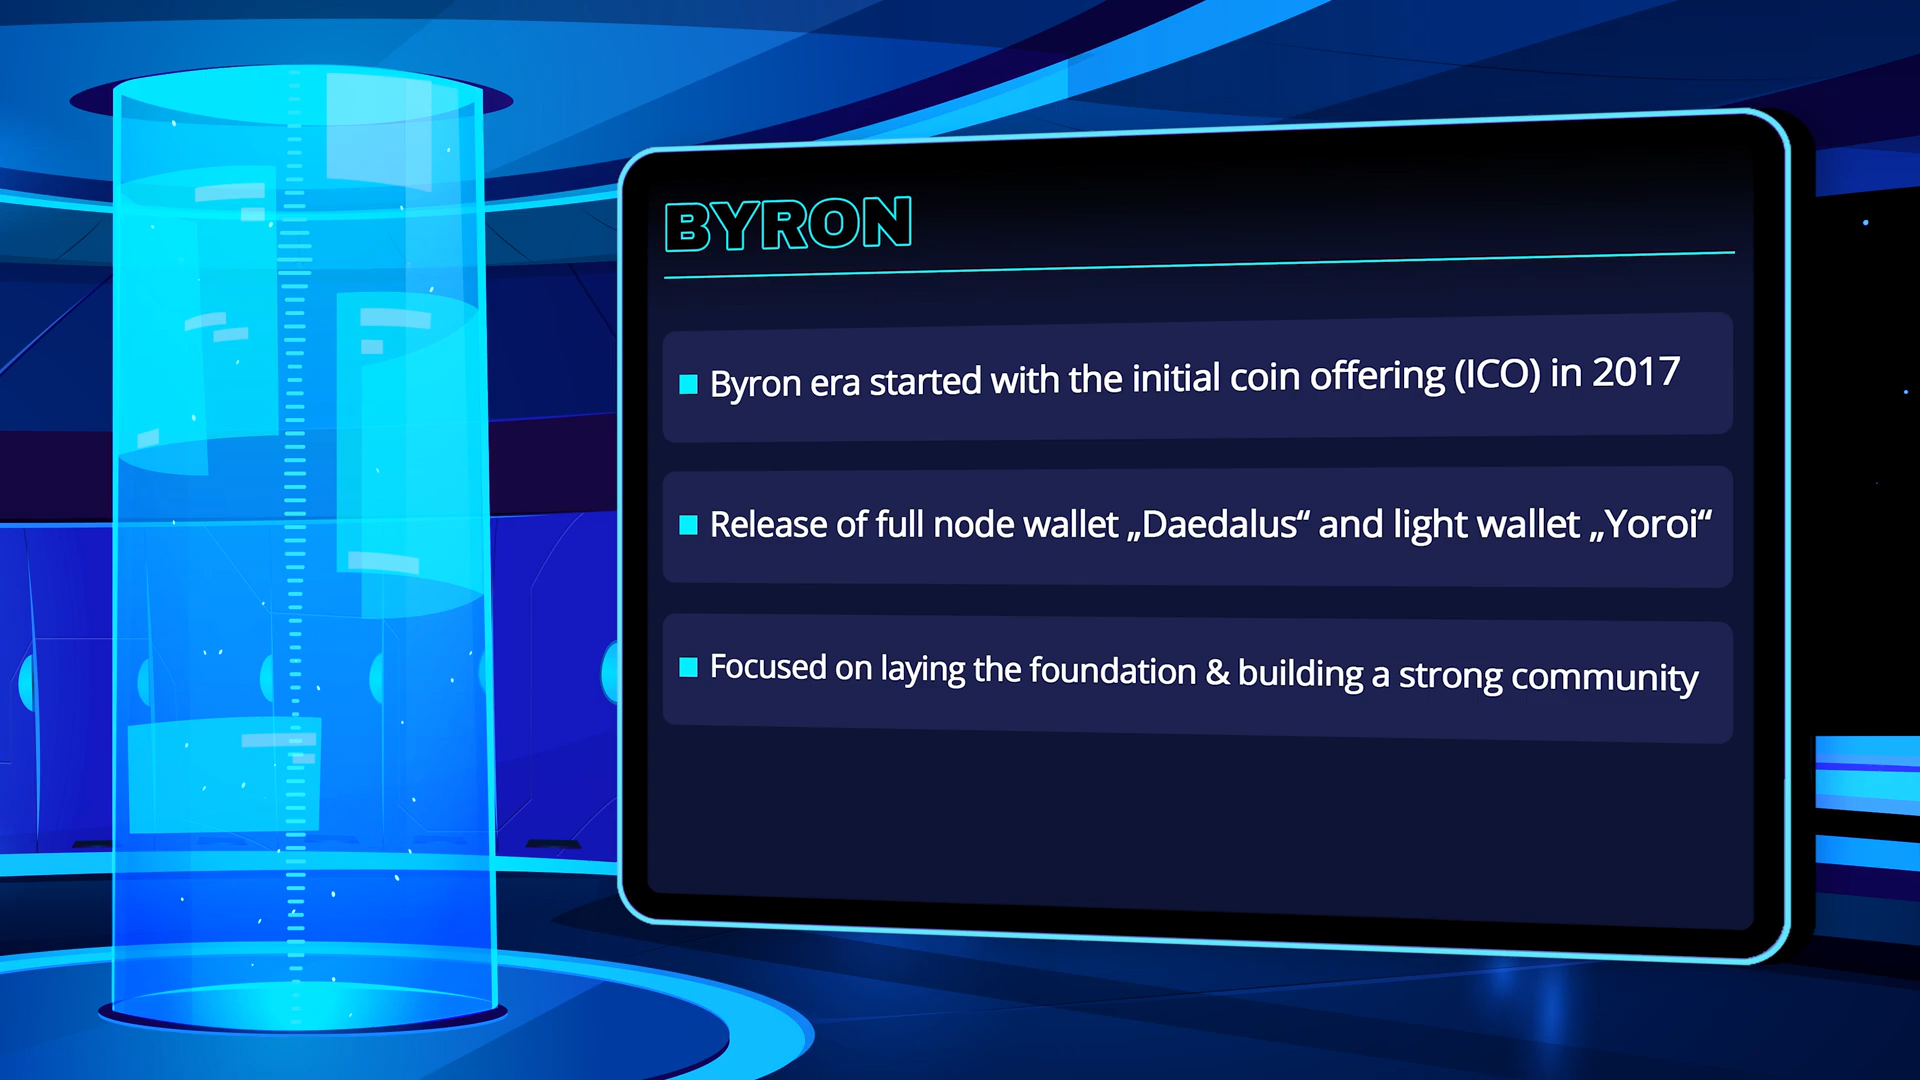 BYRON
Byron era started with the initial coin offering (ICO) in 2017
Release of full node wallet „Daedalus“ and light wallet „Yoroi“
Focused on laying the foundation & building a strong community